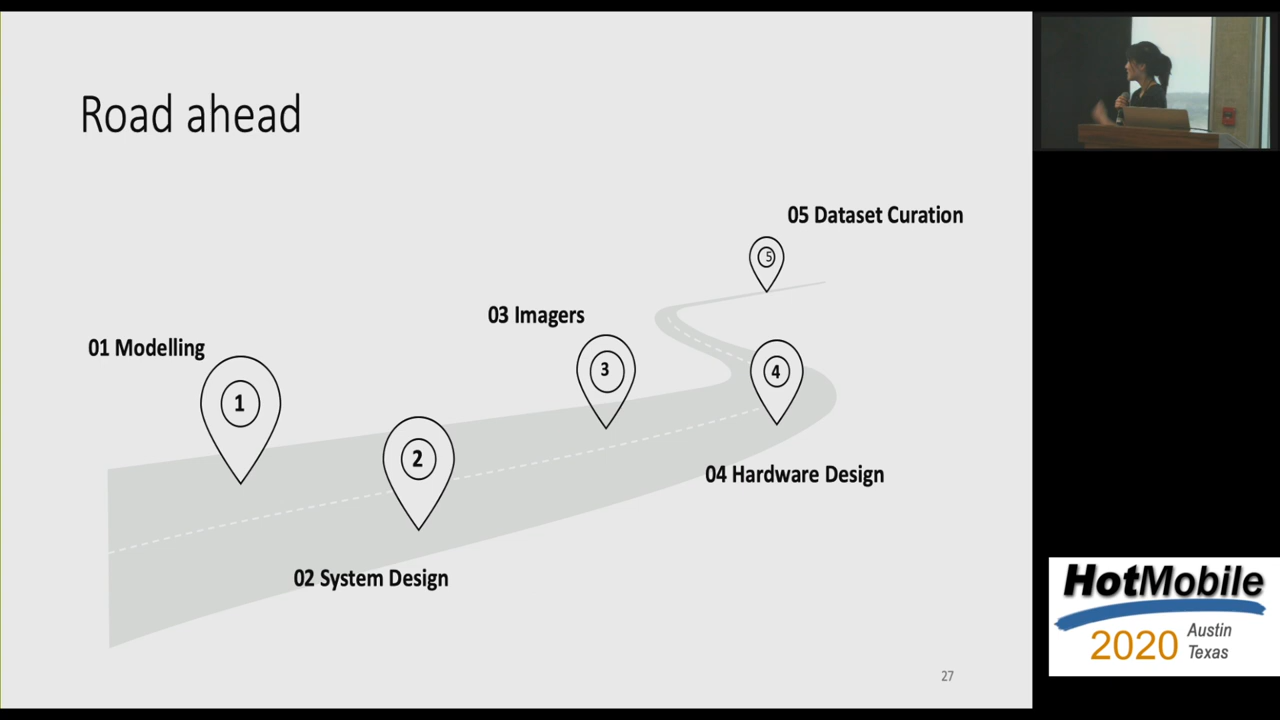 Road ahead
05 Dataset Curation
5
03 Imagers
01 Modelling
3
4
1
2
04 Hardware Design
02 System Design
27
HotMobile
2020 Austin
Texas